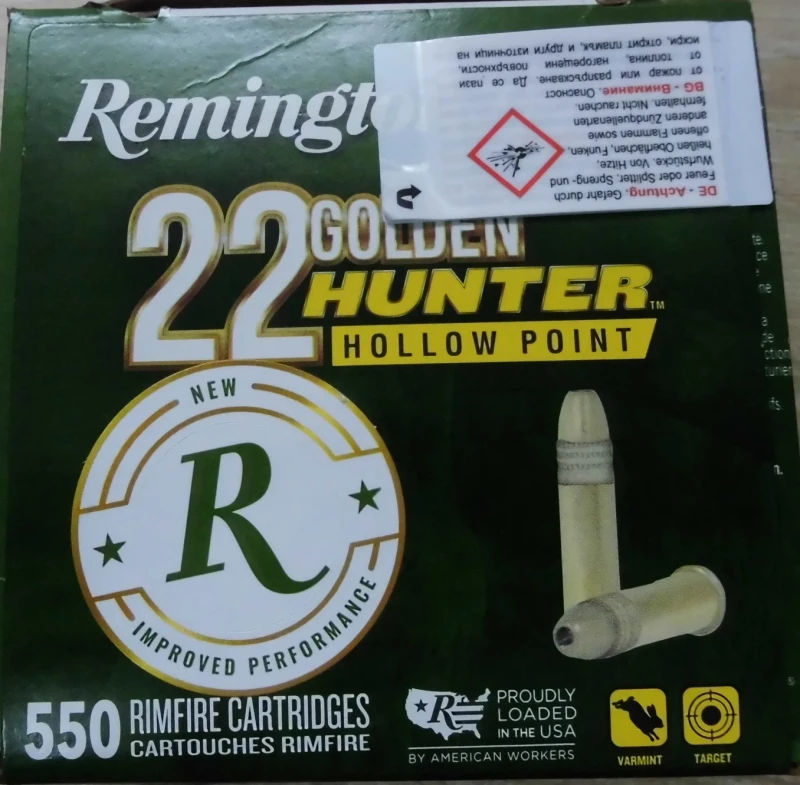 Remingt
22 GOLDEN
HUNTER™
HOLLOW POINT
NEW
R
IMPROVED PERFORMANCE
550 RIMFIRE CARTRIDGES
CARTOUCHES RIMFIRE
R
PROUDLY
LOADED
IN THE USA
BY AMERICAN WORKERS
VARMINT
TARGET
DE - Achtung. Gefahr durch
Feuer oder Splitter, Spreng- und
Wurfstücke. Von Hitze,
heißen Oberflächen, Funken,
offenen Flammen sowie
anderen Zündquellenarten
fernhalten. Nicht rauchen.
BG - Внимание. Опасност
от пожар или разпръскване. Да се пази
от топлина, нагорещени повърхности,
искри, открит пламък, и други източници на